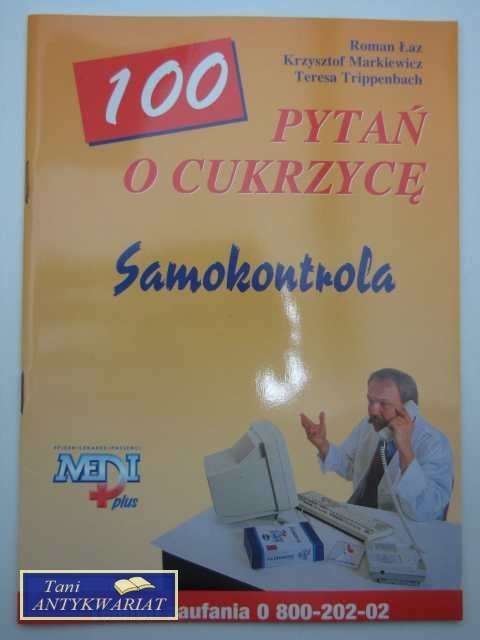 Roman Łaz
Krzysztof Markiewicz
Teresa Trippenbach
100
PYTAŃ
O CUKRZYCĘ
Samokontrola
MEDI
plus
Tani
ANTYKWARIAT
aufania 0 800-202-02